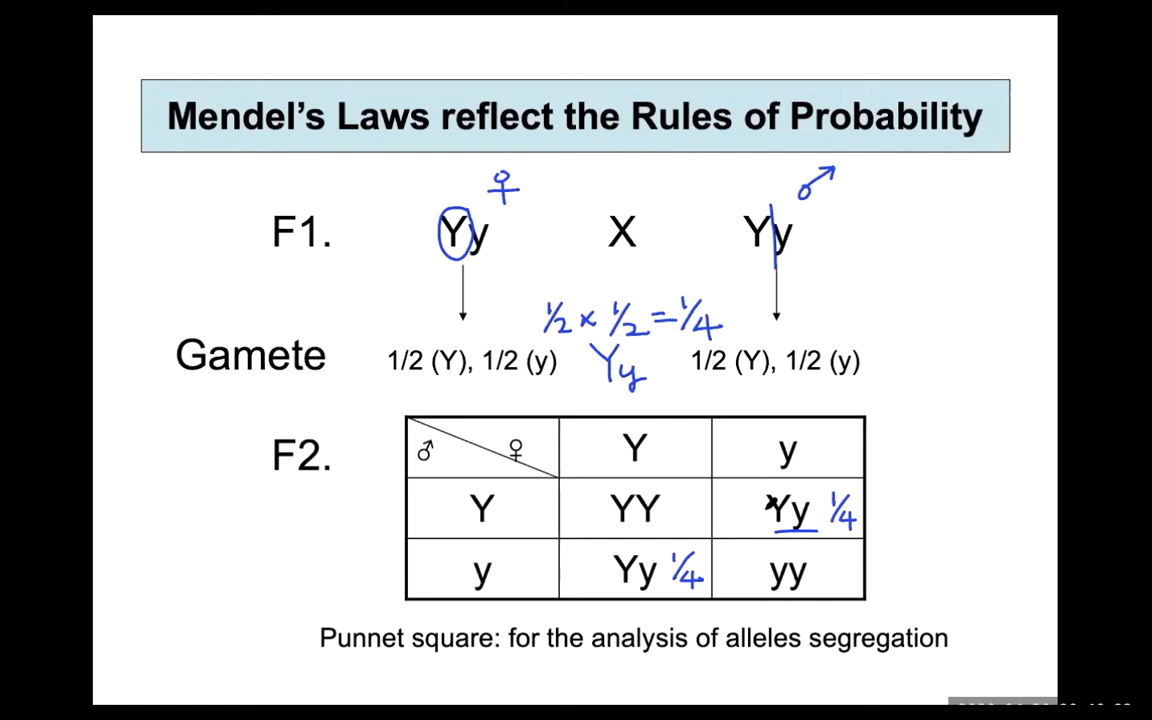 Mendel's Laws reflect the Rules of Probability
♀ ♂
F1. Yy X Yy
1/2 × 1/2 = 1/4
Gamete 1/2 (Y), 1/2 (y) Yy 1/2 (Y), 1/2 (y)
F2. ♂ ♀ Y y
Y YY Yy 1/4
y Yy 1/4 yy
Punnet square: for the analysis of alleles segregation